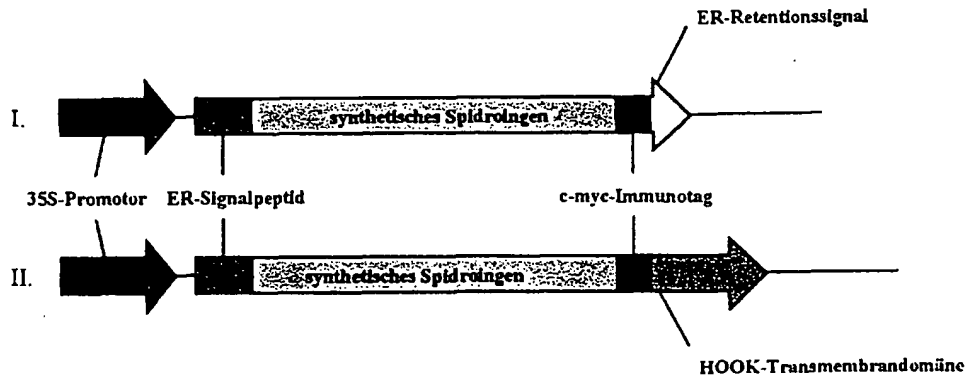 ER-Retentionssignal
I.
synthetisches Spidroingen
35S-Promotor
ER-Signalpeptid
c-myc-Immunotag
II.
synthetisches Spidroingen
HOOK-Transmembrandomäne